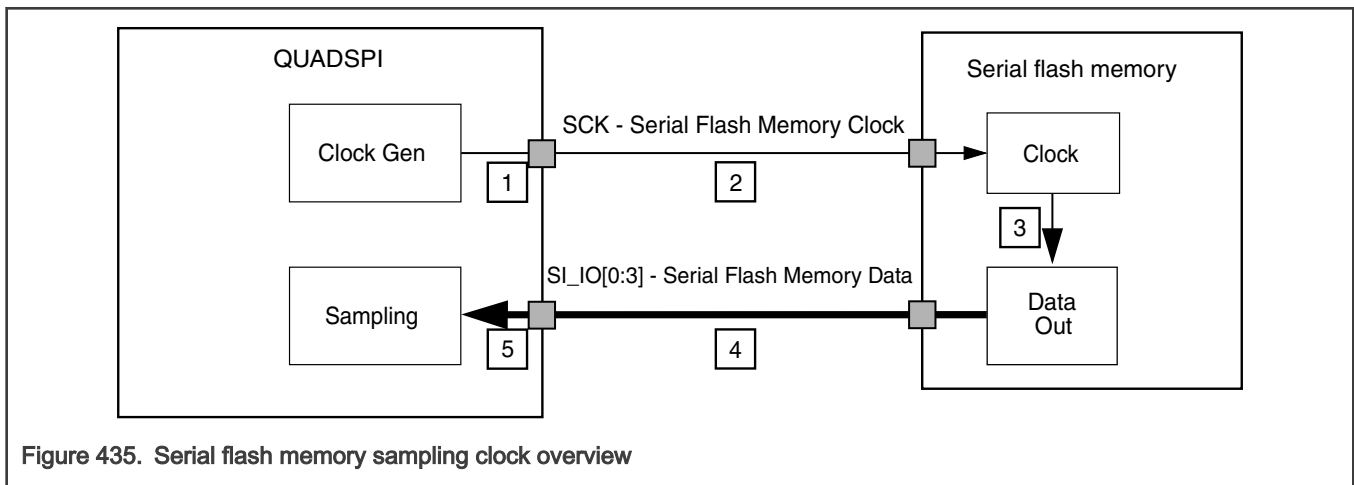 QUADSPI
Serial flash memory
Clock Gen
SCK - Serial Flash Memory Clock
Clock
1
2
3
Sampling
SI_IO[0:3] - Serial Flash Memory Data
Data
Out
5
4
Figure 435. Serial flash memory sampling clock overview